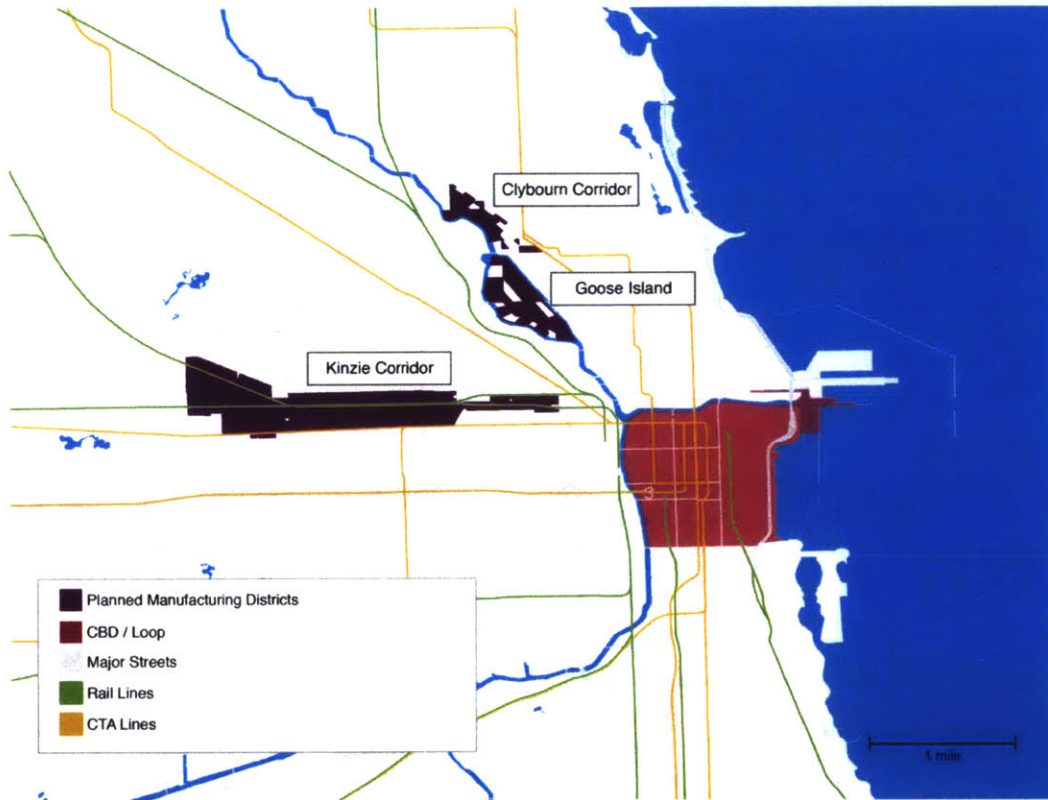 Clybourn Corridor
Goose Island
Kinzie Corridor
Planned Manufacturing Districts
CBD / Loop
Major Streets
Rail Lines
CTA Lines
1 mile